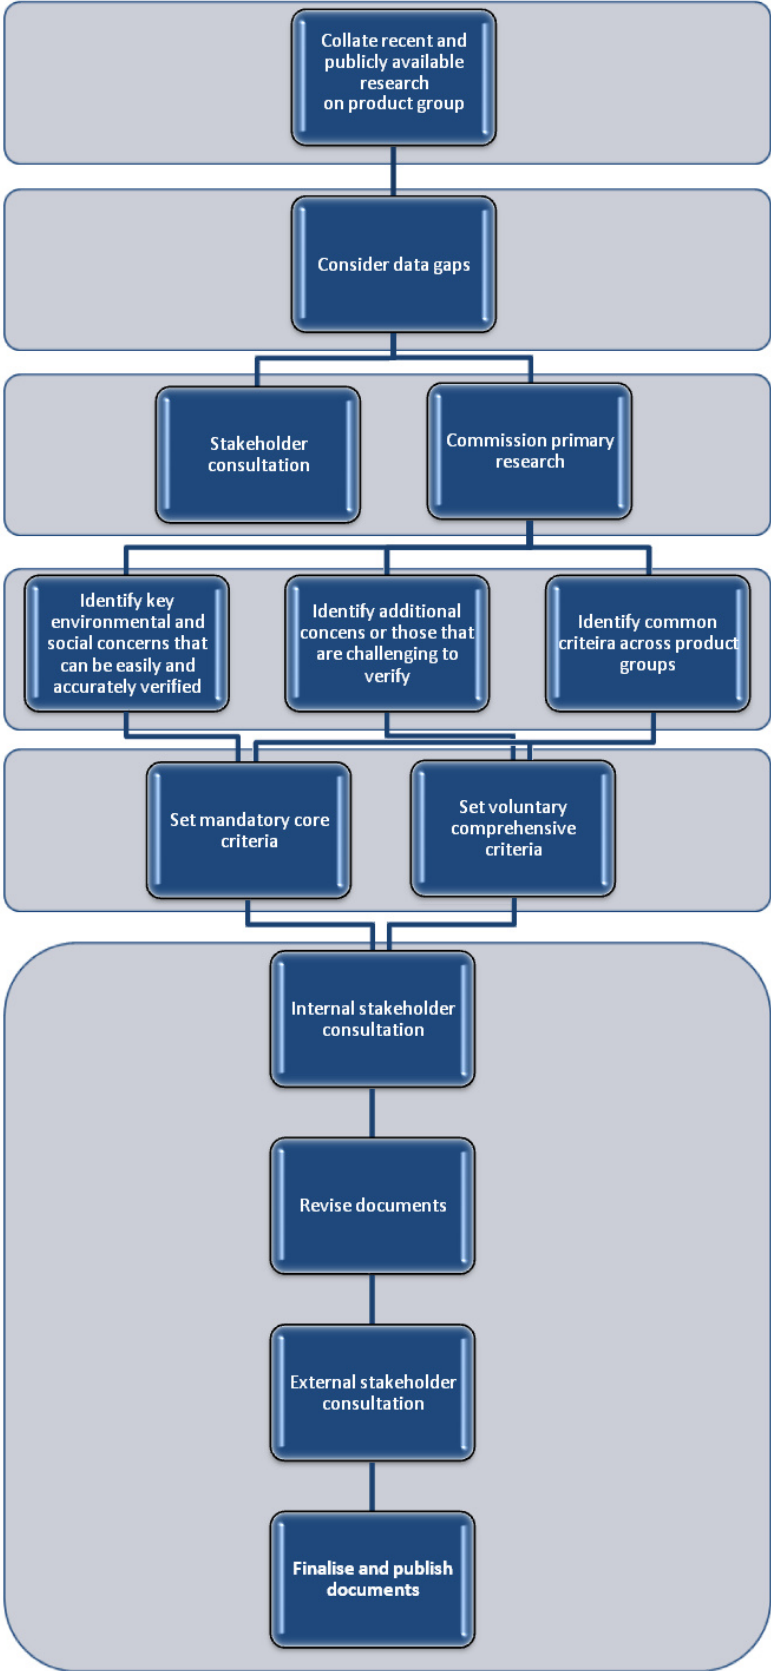 Collate recent and
publicly available
research
on product group
Consider data gaps
Stakeholder
consultation
Commission primary
research
Identify key
environmental and
social concerns that
can be easily and
accurately verified
Identify additional
concens or those that
are challenging to
verify
Identify common
criteira across product
groups
Set mandatory core
criteria
Set voluntary
comprehensive
criteria
Internal stakeholder
consultation
Revise documents
External stakeholder
consultation
Finalise and publish
documents